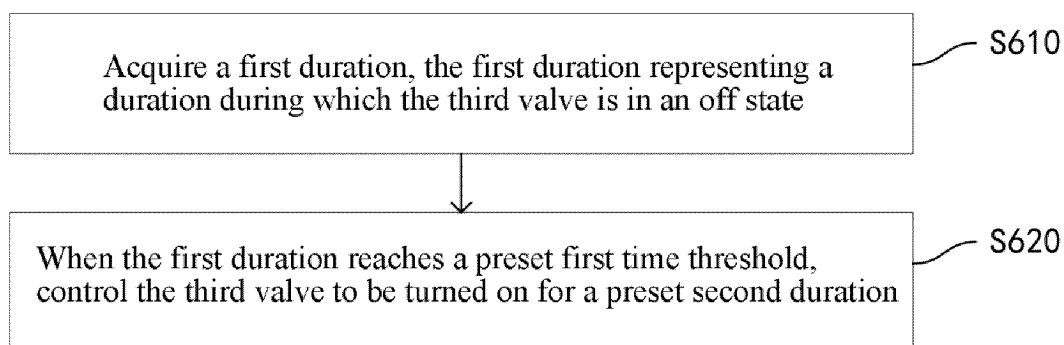 Acquire a first duration, the first duration representing a
duration during which the third valve is in an off state
S610
When the first duration reaches a preset first time threshold,
control the third valve to be turned on for a preset second duration
S620